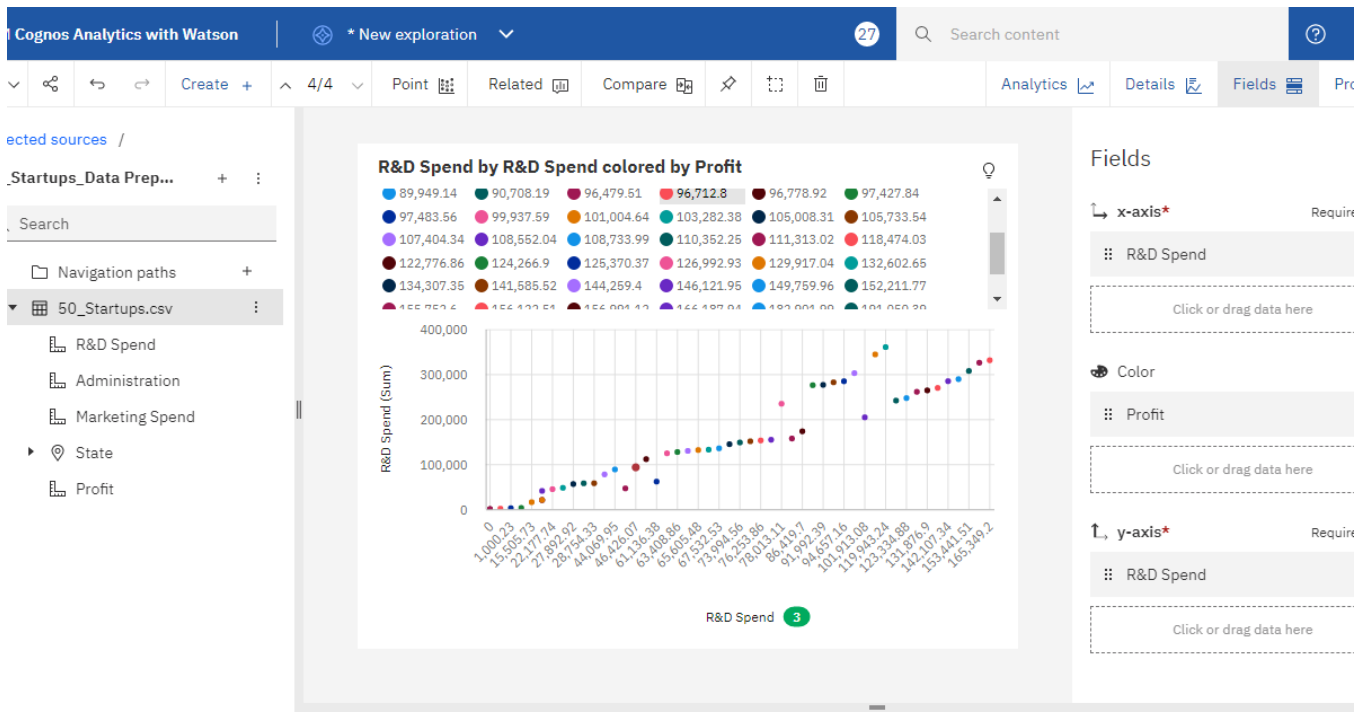 Cognos Analytics with Watson
* New exploration
27
Search content
Create +
4/4
Point
Related
Compare
Analytics
Details
Fields
ected sources /
_Startups_Data Prep...
Search
Navigation paths
50_Startups.csv
R&D Spend
Administration
Marketing Spend
State
Profit
R&D Spend by R&D Spend colored by Profit
89,949.14 90,708.19 96,479.51 96,712.8 96,778.92 97,427.84
97,483.56 99,937.59 101,004.64 103,282.38 105,008.31 105,733.54
107,404.34 108,552.04 108,733.99 110,352.25 111,313.02 118,474.03
122,776.86 124,266.9 125,370.37 126,992.93 129,917.04 132,602.65
134,307.35 141,585.52 144,259.4 146,121.95 149,759.96 152,211.77
R&D Spend (Sum)
400,000
300,000
200,000
100,000
0
0 1,000.23 15,505.73 22,177.74 27,892.92 28,754.33 44,069.95 46,426.07 61,136.38 63,408.86 65,605.48 67,532.53 73,994.56 76,253.86 78,013.11 86,419.7 91,992.39 94,657.16 101,913.08 119,943.24 123,334.88 131,876.9 142,107.34 153,441.51 165,349.2
R&D Spend 3
Fields
x-axis* Require
R&D Spend
Click or drag data here
Color
Profit
Click or drag data here
y-axis* Require
R&D Spend
Click or drag data here